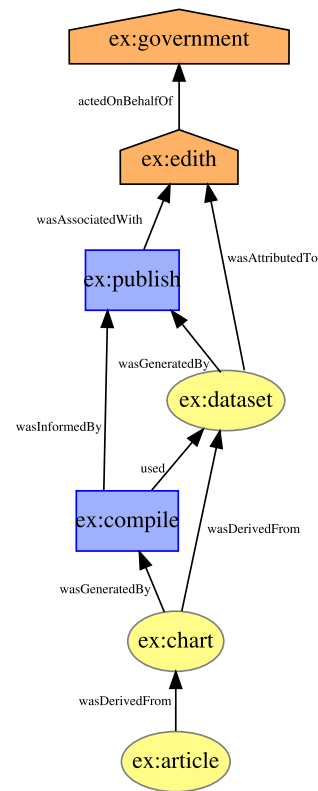 ex:government
actedOnBehalfOf
ex:edith
wasAssociatedWith
wasAttributedTo
ex:publish
wasGeneratedBy
ex:dataset
wasInformedBy
used
ex:compile
wasDerivedFrom
wasGeneratedBy
ex:chart
wasDerivedFrom
ex:article